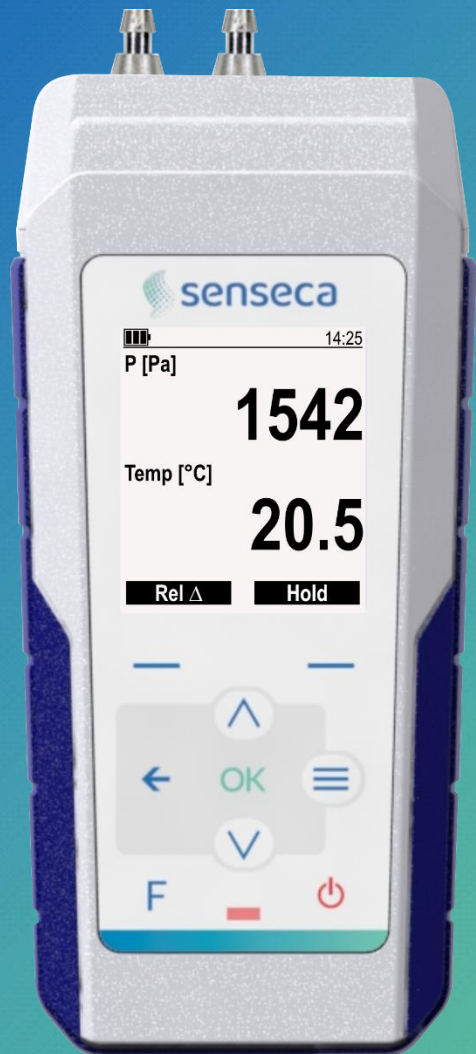 senseca
14:25
P [Pa]
1542
Temp [°C]
20.5
Rel Δ Hold
OK
F